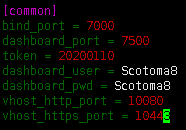 [common]
bind_port = 7000
dashboard_port = 7500
token = 20200110
dashboard_user = Scotoma8
dashboard_pwd = Scotoma8
vhost_http_port = 10080
vhost_https_port = 10443